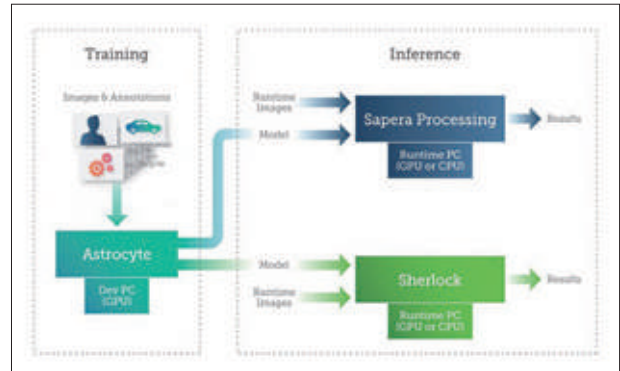 Training
Images & Annotations
Astrocyte
Dev PC
(GPU)
Inference
Runtime
Images
Model
Sapera Processing
Runtime PC
(GPU or CPU)
Results
Model
Runtime
Images
Sherlock
Runtime PC
(GPU or CPU)
Results